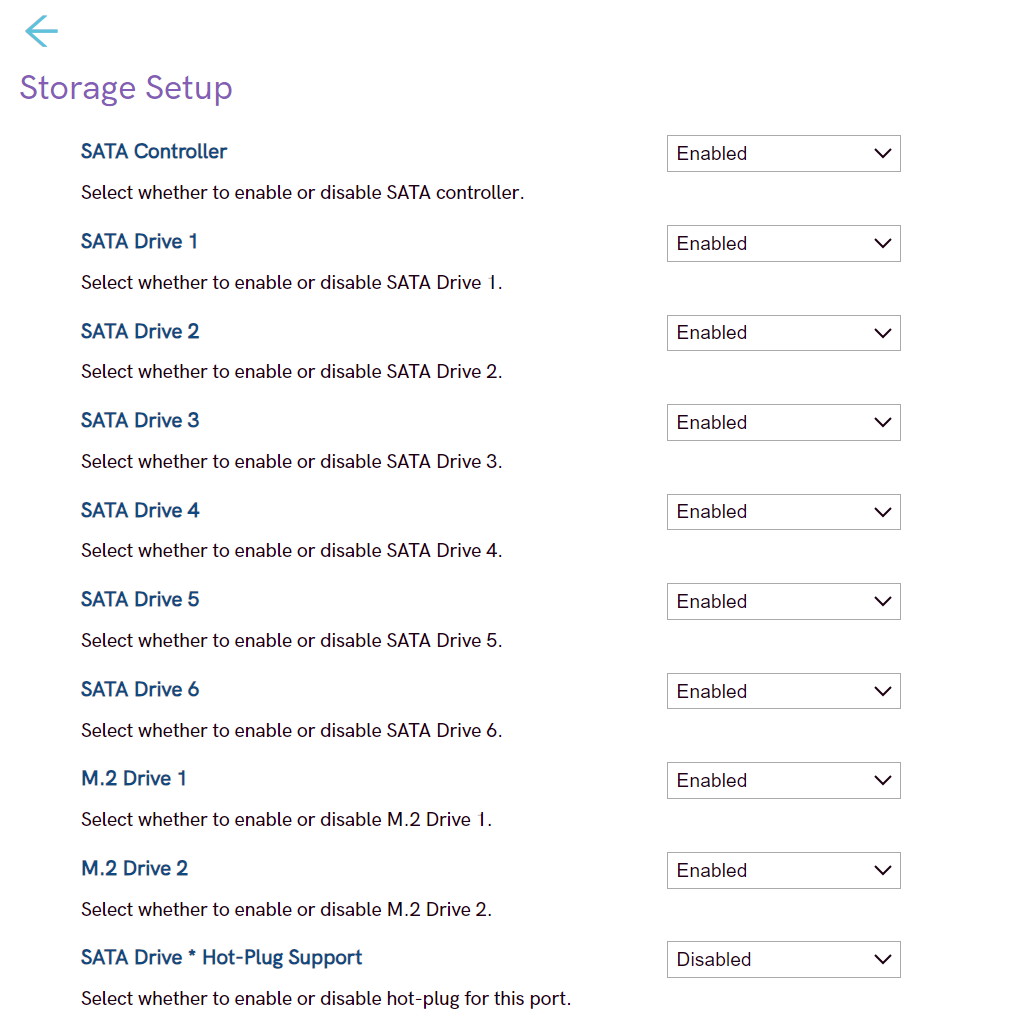 Storage Setup
SATA Controller
Enabled
Select whether to enable or disable SATA controller.
SATA Drive 1
Enabled
Select whether to enable or disable SATA Drive 1.
SATA Drive 2
Enabled
Select whether to enable or disable SATA Drive 2.
SATA Drive 3
Enabled
Select whether to enable or disable SATA Drive 3.
SATA Drive 4
Enabled
Select whether to enable or disable SATA Drive 4.
SATA Drive 5
Enabled
Select whether to enable or disable SATA Drive 5.
SATA Drive 6
Enabled
Select whether to enable or disable SATA Drive 6.
M.2 Drive 1
Enabled
Select whether to enable or disable M.2 Drive 1.
M.2 Drive 2
Enabled
Select whether to enable or disable M.2 Drive 2.
SATA Drive * Hot-Plug Support
Disabled
Select whether to enable or disable hot-plug for this port.